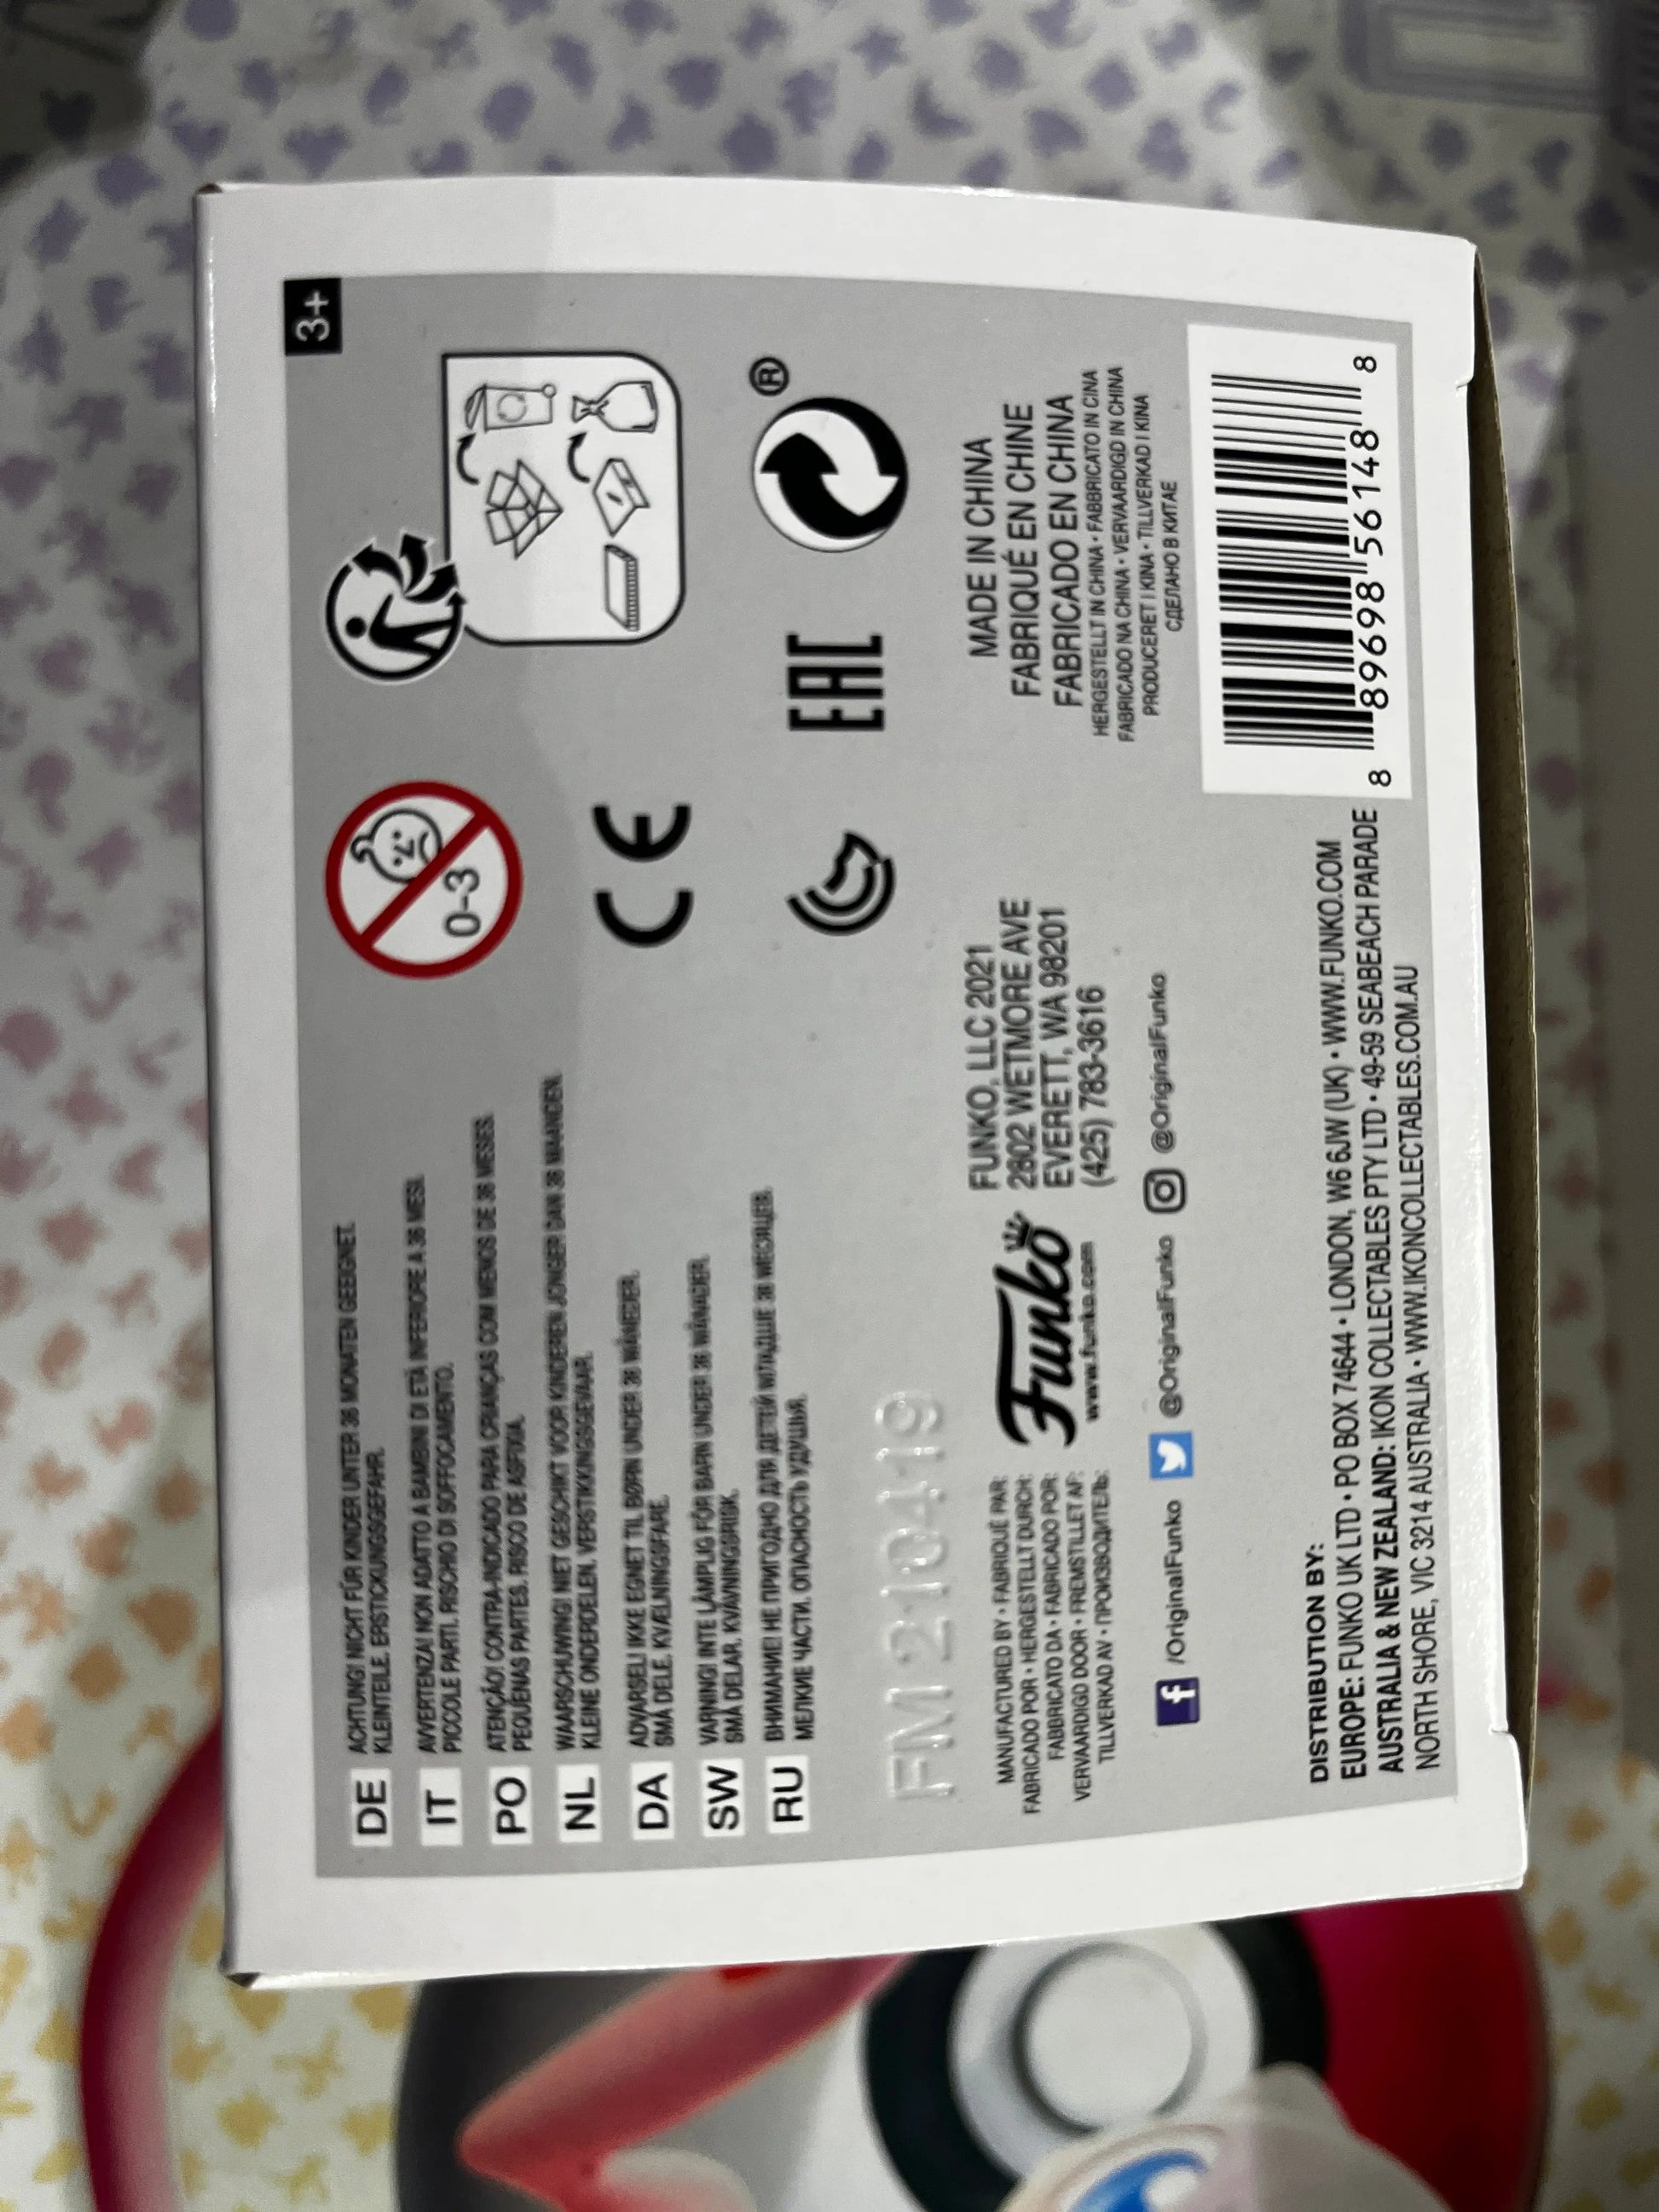 3+
DE
ACHTUNG! NICHT FÜR KINDER UNTER 36 MONATEN GEEIGNET.
KLEINTEILE. ERSTICKUNGSGEFAHR.
IT
AVVERTENZA! NON ADATTO A BAMBINI DI ETÀ INFERIORE A 36 MESI.
PICCOLE PARTI. RISCHIO DI SOFFOCAMENTO.
PO
ATENÇÃO! CONTRA-INDICADO PARA CRIANÇAS COM MENOS DE 36 MESES.
PEQUENAS PARTES. RISCO DE ASFIXIA.
NL
WAARSCHUWING! NIET GESCHIKT VOOR KINDEREN JONGER DAN 36 MAANDEN.
KLEINE ONDERDELEN. VERSTIKKINGSGEVAAR.
DA
ADVARSEL! IKKE EGNET TIL BØRN UNDER 36 MÅNEDER.
SMÅ DELE. KVÆLNINGSFARE.
SW
VARNING! INTE LÄMPLIG FÖR BARN UNDER 36 MÅNADER.
SMÅ DELAR. KVÄVNINGSRISK.
RU
ВНИМАНИЕ! НЕ ПРИГОДНО ДЛЯ ДЕТЕЙ МЛАДШЕ 36 МЕСЯЦЕВ.
МЕЛКИЕ ЧАСТИ. ОПАСНОСТЬ УДУШЬЯ.
0-3
CE
EAC
®
FM 210419
MANUFACTURED BY • FABRIQUÉ PAR:
FABRICADO POR • HERGESTELLT DURCH:
FABBRICATO DA • FABRICADO POR:
VERVAARDIGD DOOR • FREMSTILLET AF:
TILLVERKAD AV • ПРОИЗВОДИТЕЛЬ:
Funko
www.funko.com
FUNKO, LLC 2021
2802 WETMORE AVE
EVERETT, WA 98201
(425) 783-3616
/OriginalFunko
@OriginalFunko
@OriginalFunko
MADE IN CHINA
FABRIQUÉ EN CHINE
FABRICADO EN CHINA
HERGESTELLT IN CHINA • FABBRICATO IN CINA
FABRICADO NA CHINA • VERVAARDIGD IN CHINA
PRODUCERET I KINA • TILLVERKAD I KINA
СДЕЛАНО В КИТАЕ
DISTRIBUTION BY:
EUROPE: FUNKO UK LTD • PO BOX 74644 • LONDON, W6 6JW (UK) • WWW.FUNKO.COM
AUSTRALIA & NEW ZEALAND: IKON COLLECTABLES PTY LTD • 49-59 SEABEACH PARADE
NORTH SHORE, VIC 3214 AUSTRALIA • WWW.IKONCOLLECTABLES.COM.AU
8 89698 56148 8